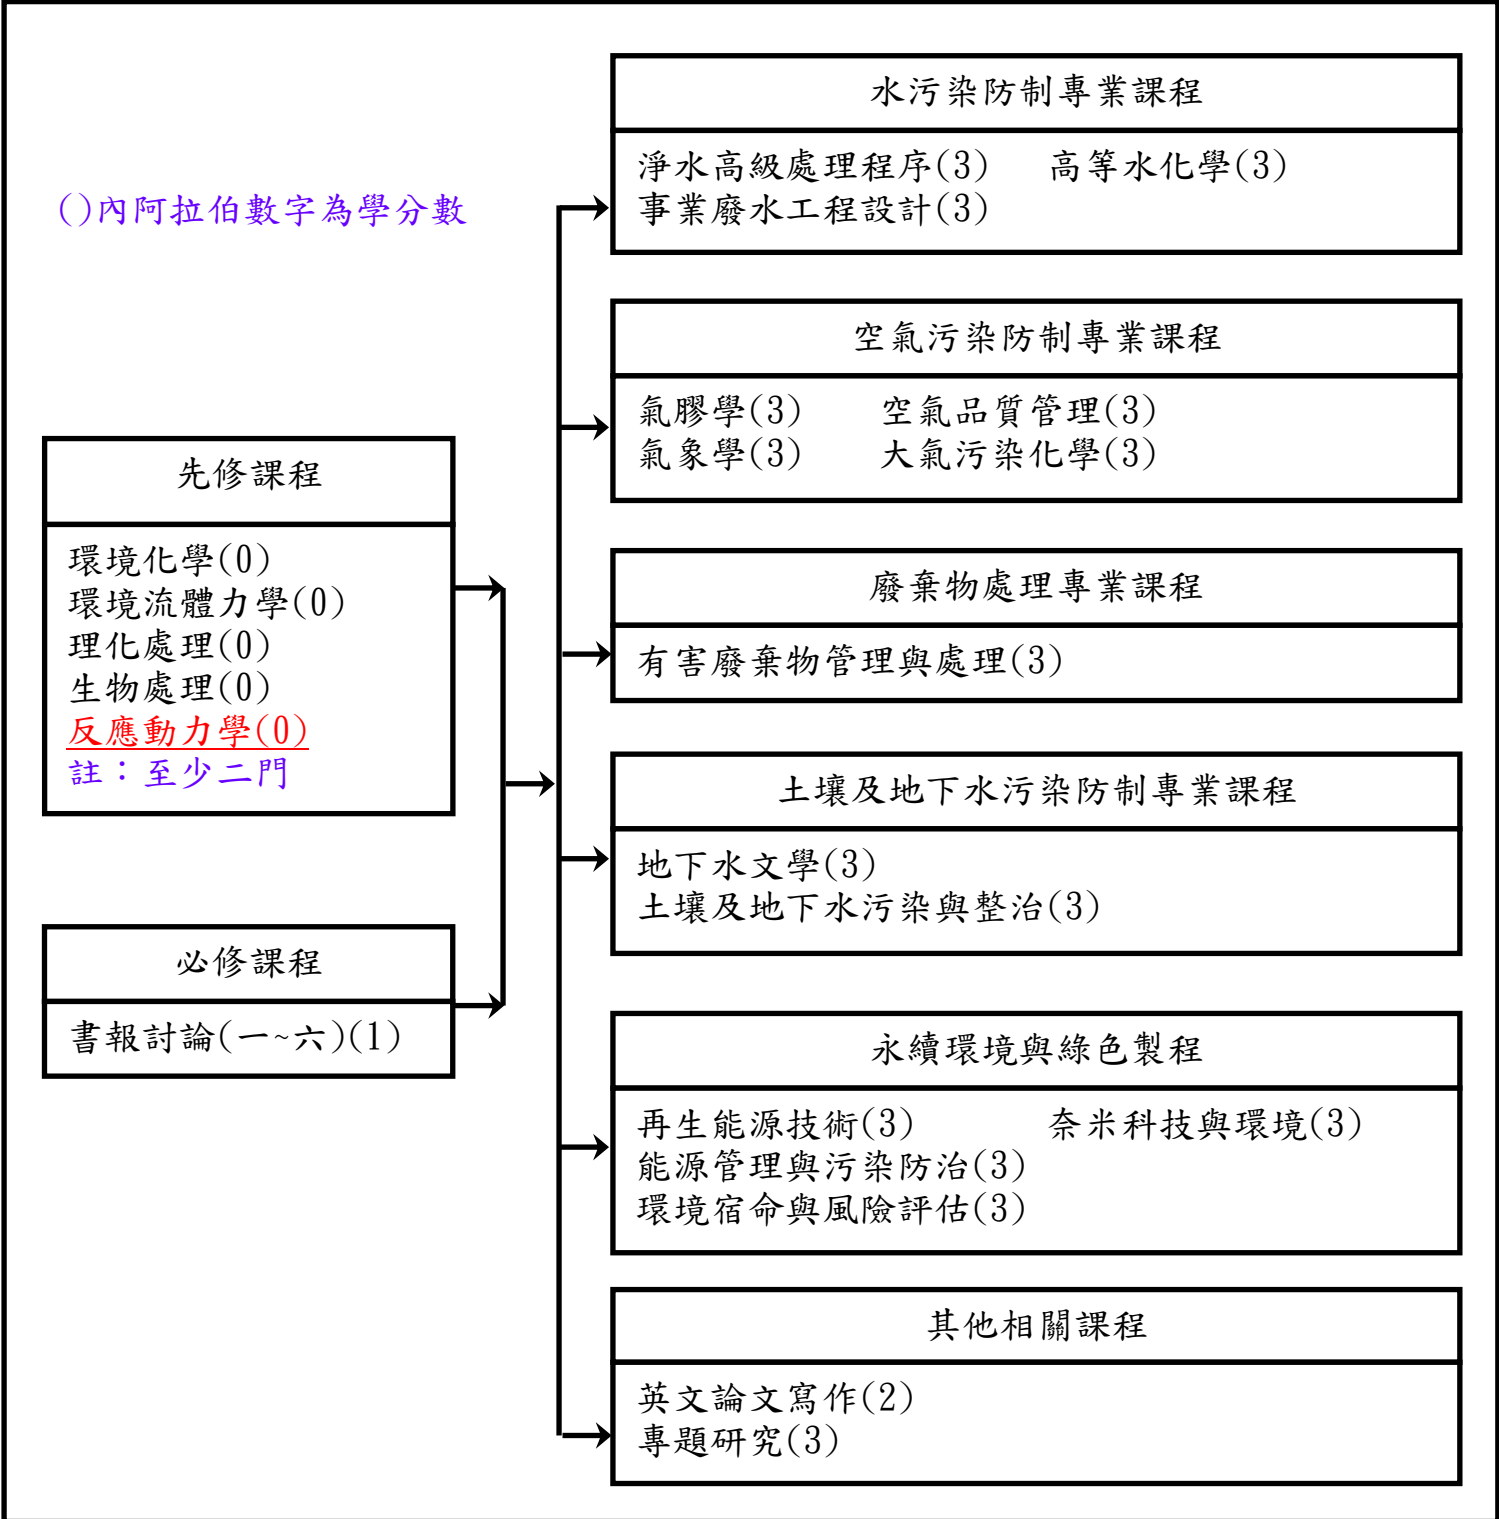 ()內阿拉伯數字為學分數
先修課程
環境化學(0)
環境流體力學(0)
理化處理(0)
生物處理(0)
反應動力學(0)
註：至少二門
必修課程
書報討論(一~六)(1)
水污染防制專業課程
淨水高級處理程序(3) 高等水化學(3)
事業廢水工程設計(3)
空氣污染防制專業課程
氣膠學(3) 空氣品質管理(3)
氣象學(3) 大氣污染化學(3)
廢棄物處理專業課程
有害廢棄物管理與處理(3)
土壤及地下水污染防制專業課程
地下水文學(3)
土壤及地下水污染與整治(3)
永續環境與綠色製程
再生能源技術(3) 奈米科技與環境(3)
能源管理與污染防治(3)
環境宿命與風險評估(3)
其他相關課程
英文論文寫作(2)
專題研究(3)